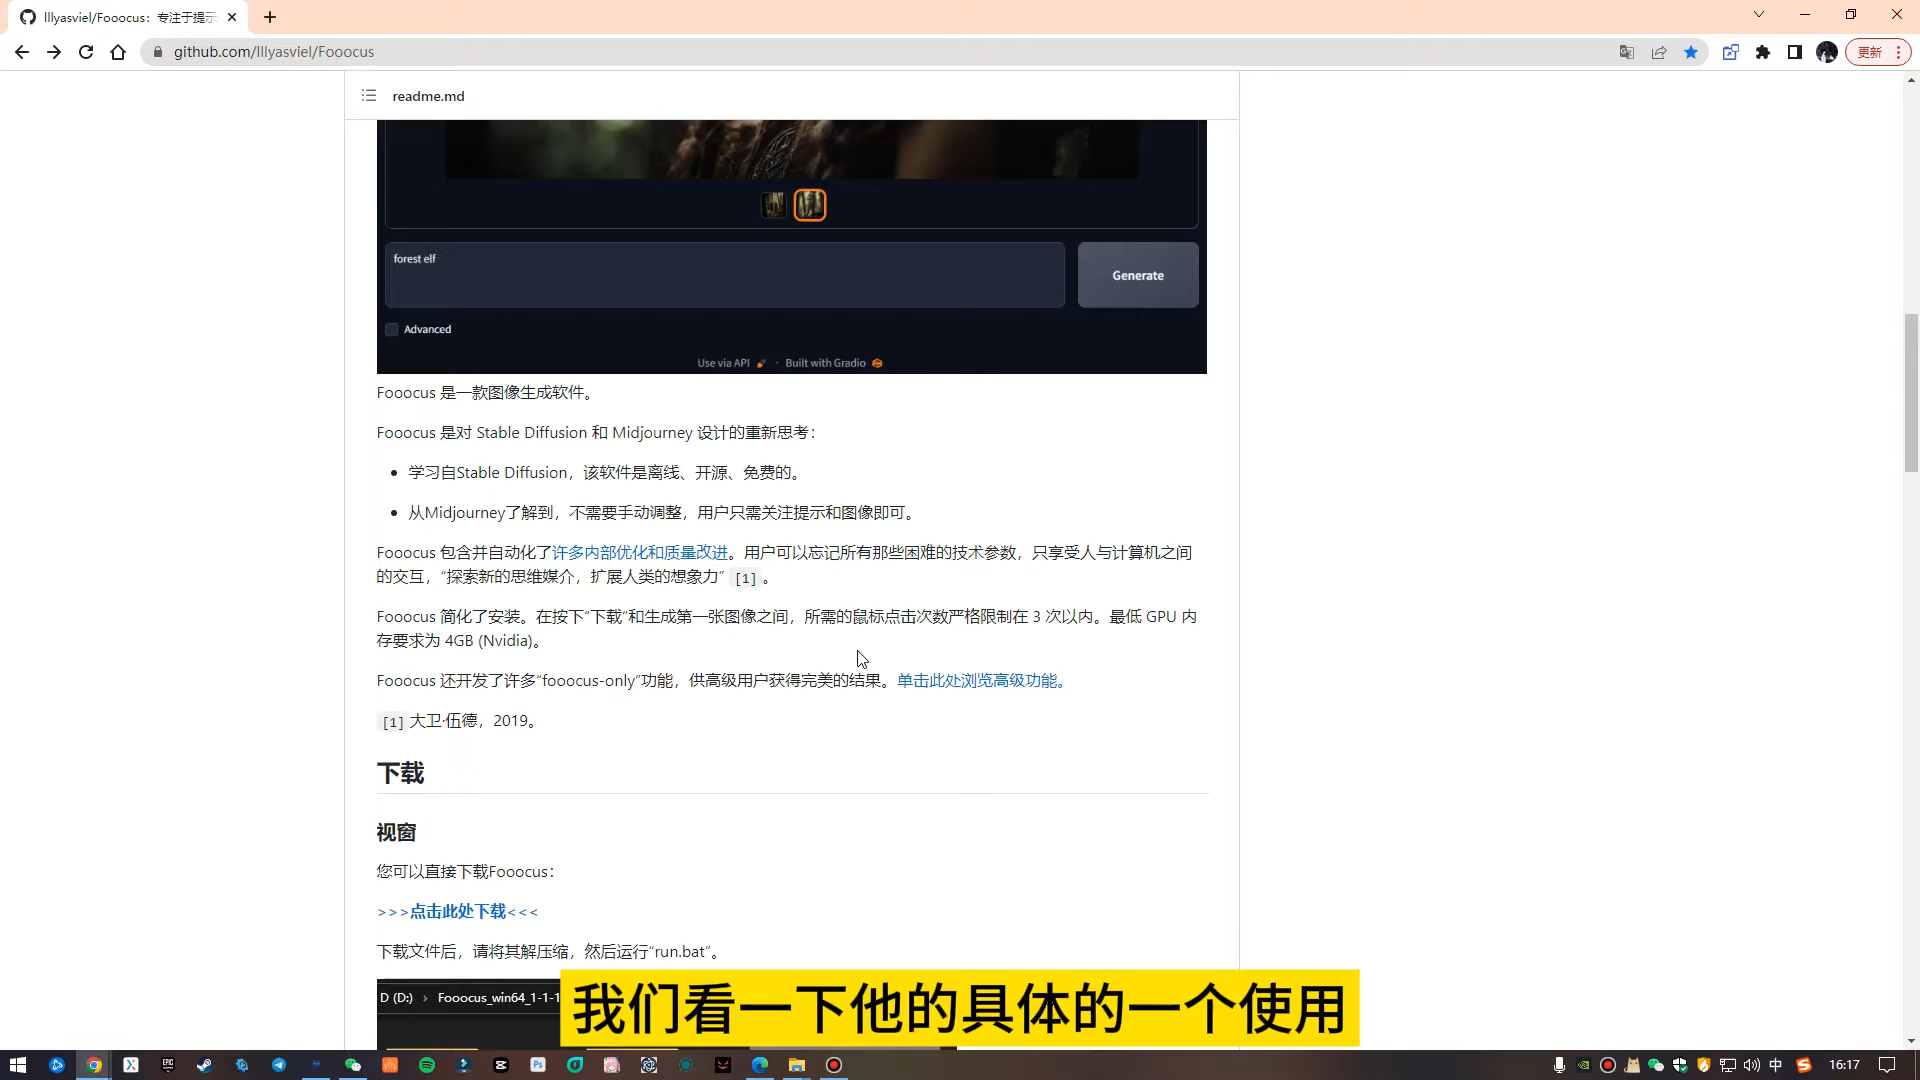 lllyasviel/Fooocus：专注于提示
github.com/lllyasviel/Fooocus
更新
readme.md
forest elf
Generate
Advanced
Use via API · Built with Gradio
Fooocus 是一款图像生成软件。
Fooocus 是对 Stable Diffusion 和 Midjourney 设计的重新思考：
• 学习自Stable Diffusion，该软件是离线、开源、免费的。
• 从Midjourney了解到，不需要手动调整，用户只需关注提示和图像即可。
Fooocus 包含并自动化了许多内部优化和质量改进。用户可以忘记所有那些困难的技术参数，只享受人与计算机之间
的交互，“探索新的思维媒介，扩展人类的想象力” [1] 。
Fooocus 简化了安装。在按下“下载”和生成第一张图像之间，所需的鼠标点击次数严格限制在 3 次以内。最低 GPU 内
存要求为 4GB (Nvidia)。
Fooocus 还开发了许多“fooocus-only”功能，供高级用户获得完美的结果。单击此处浏览高级功能。
[1] 大卫·伍德，2019。
下载
视窗
您可以直接下载Fooocus：
>>>点击此处下载<<<
下载文件后，请将其解压缩，然后运行“run.bat”。
D (D:) › Fooocus_win64_1-1-1
我们看一下他的具体的一个使用
EPIC
Ps
中
16:17